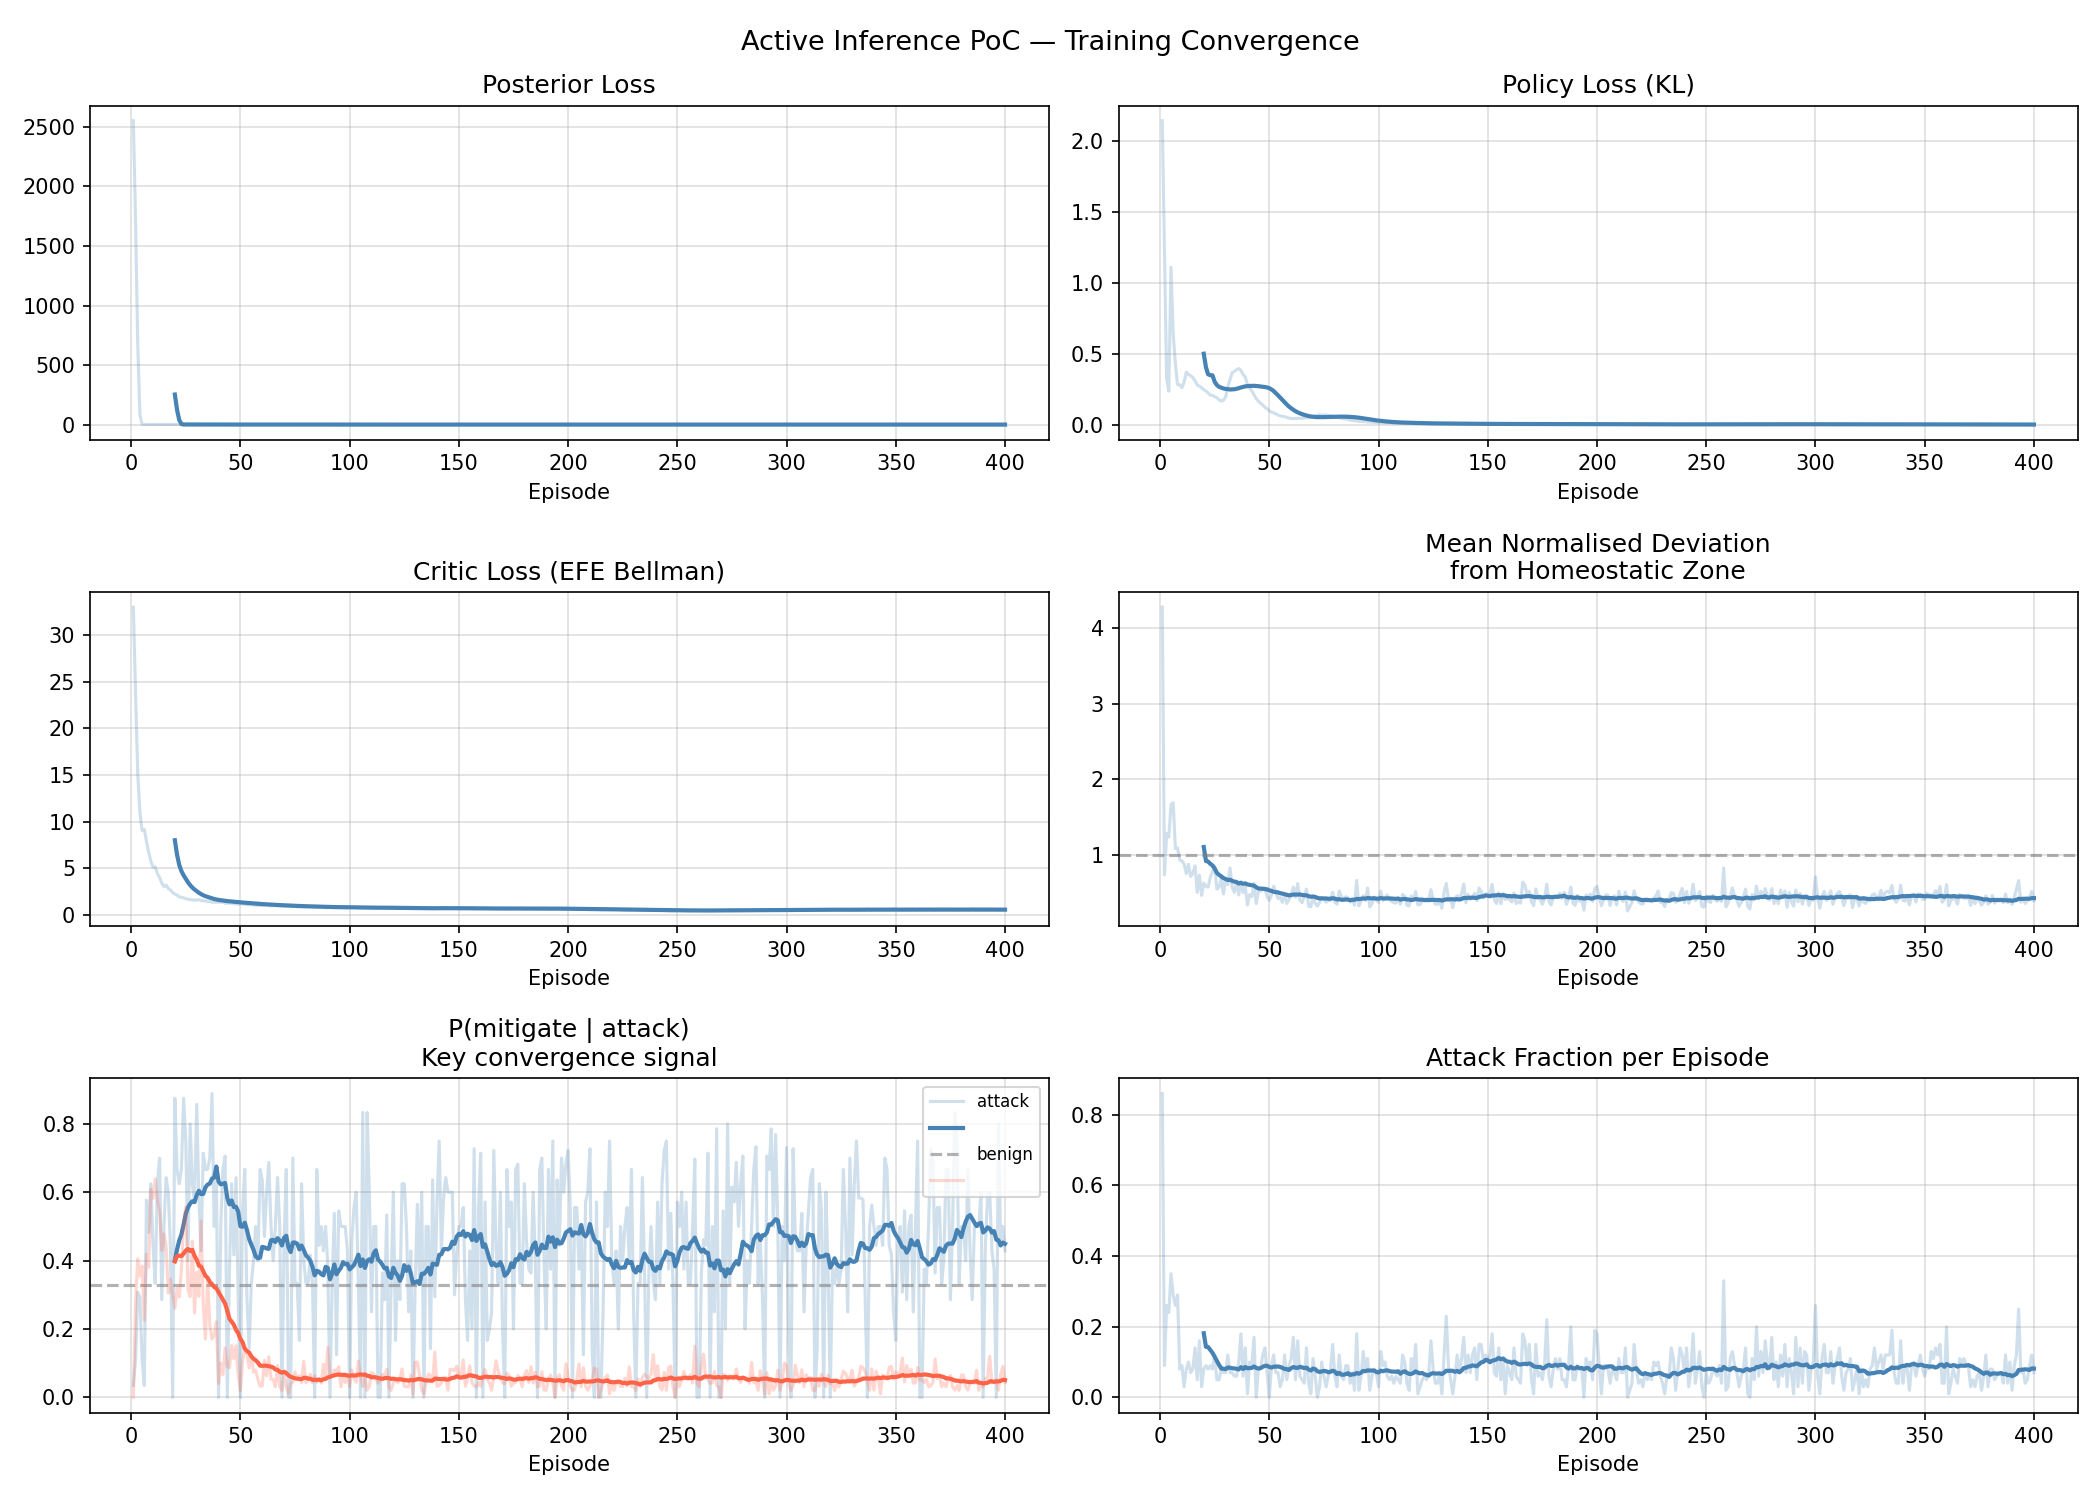 Active Inference PoC — Training Convergence
Posterior Loss
2500
2000
1500
1000
500
0
0 50 100 150 200 250 300 350 400
Episode
Policy Loss (KL)
2.0
1.5
1.0
0.5
0.0
0 50 100 150 200 250 300 350 400
Episode
Critic Loss (EFE Bellman)
30
25
20
15
10
5
0
0 50 100 150 200 250 300 350 400
Episode
Mean Normalised Deviation
from Homeostatic Zone
4
3
2
1
0 50 100 150 200 250 300 350 400
Episode
P(mitigate | attack)
Key convergence signal
0.8
0.6
0.4
0.2
0.0
attack
benign
0 50 100 150 200 250 300 350 400
Episode
Attack Fraction per Episode
0.8
0.6
0.4
0.2
0.0
0 50 100 150 200 250 300 350 400
Episode